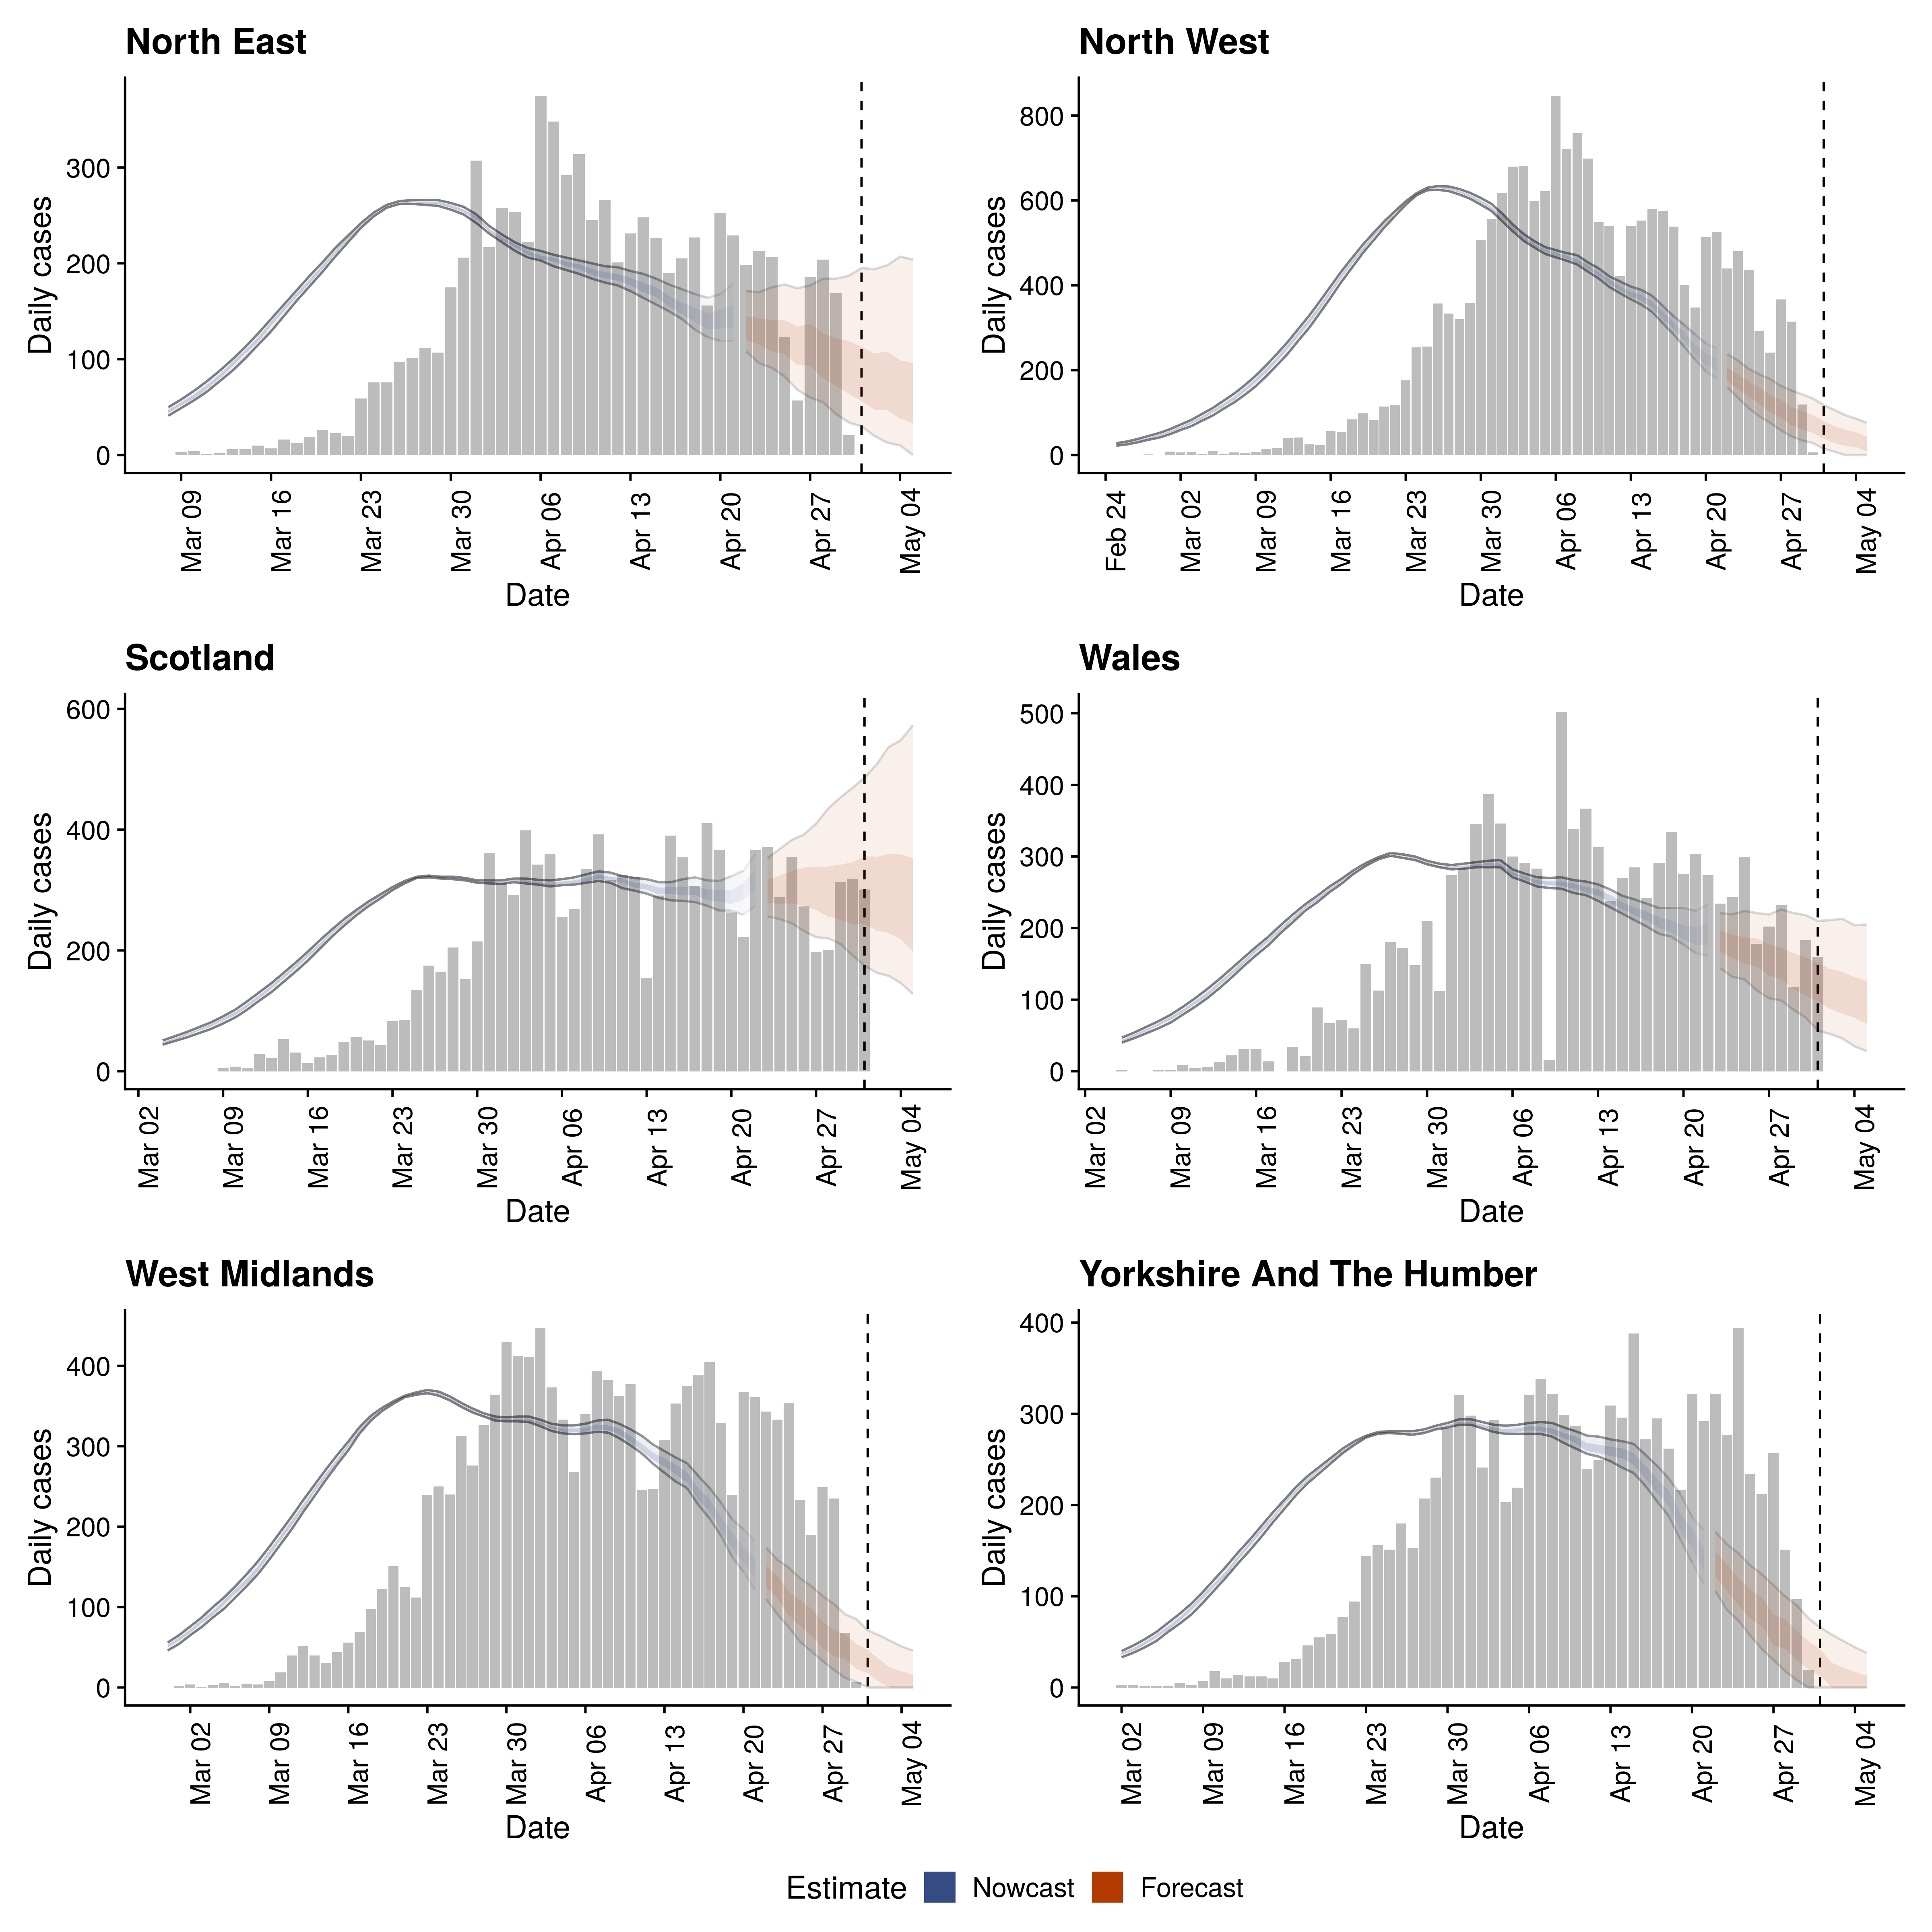 North East
Daily cases
300
200
100
0
Mar 09
Mar 16
Mar 23
Mar 30
Apr 06
Apr 13
Apr 20
Apr 27
May 04
Date
North West
Daily cases
800
600
400
200
0
Feb 24
Mar 02
Mar 09
Mar 16
Mar 23
Mar 30
Apr 06
Apr 13
Apr 20
Apr 27
May 04
Date
Scotland
Daily cases
600
400
200
0
Mar 02
Mar 09
Mar 16
Mar 23
Mar 30
Apr 06
Apr 13
Apr 20
Apr 27
May 04
Date
Wales
Daily cases
500
400
300
200
100
0
Mar 02
Mar 09
Mar 16
Mar 23
Mar 30
Apr 06
Apr 13
Apr 20
Apr 27
May 04
Date
West Midlands
Daily cases
400
300
200
100
0
Mar 02
Mar 09
Mar 16
Mar 23
Mar 30
Apr 06
Apr 13
Apr 20
Apr 27
May 04
Date
Yorkshire And The Humber
Daily cases
400
300
200
100
0
Mar 02
Mar 09
Mar 16
Mar 23
Mar 30
Apr 06
Apr 13
Apr 20
Apr 27
May 04
Date
Estimate Nowcast Forecast